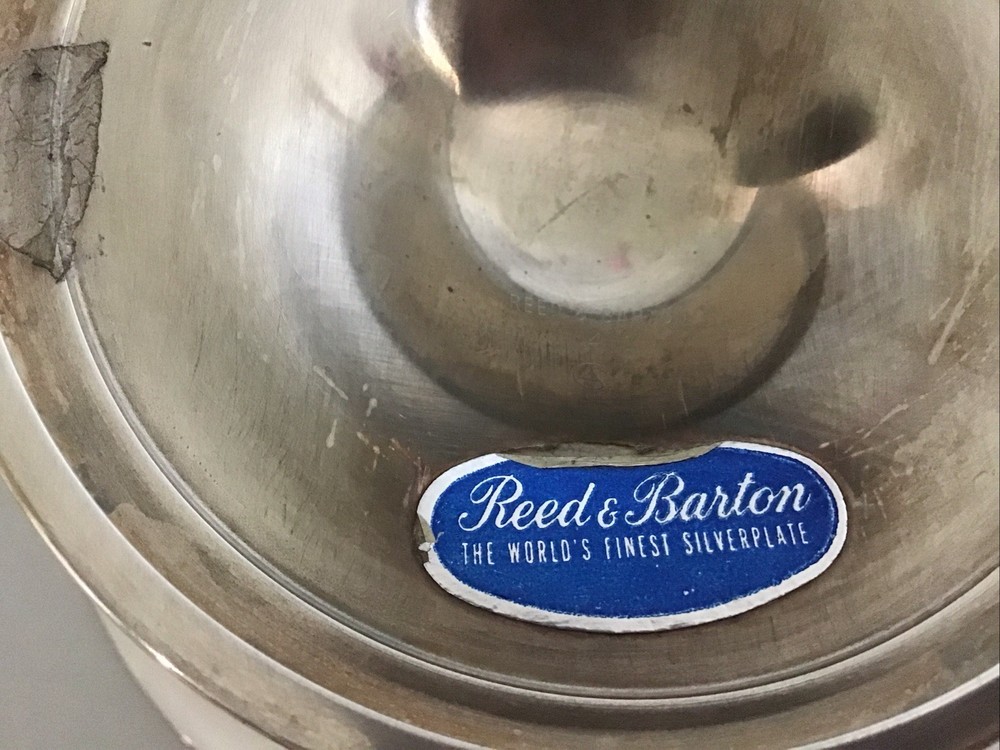 Reed & Barton
THE WORLD'S FINEST SILVERPLATE